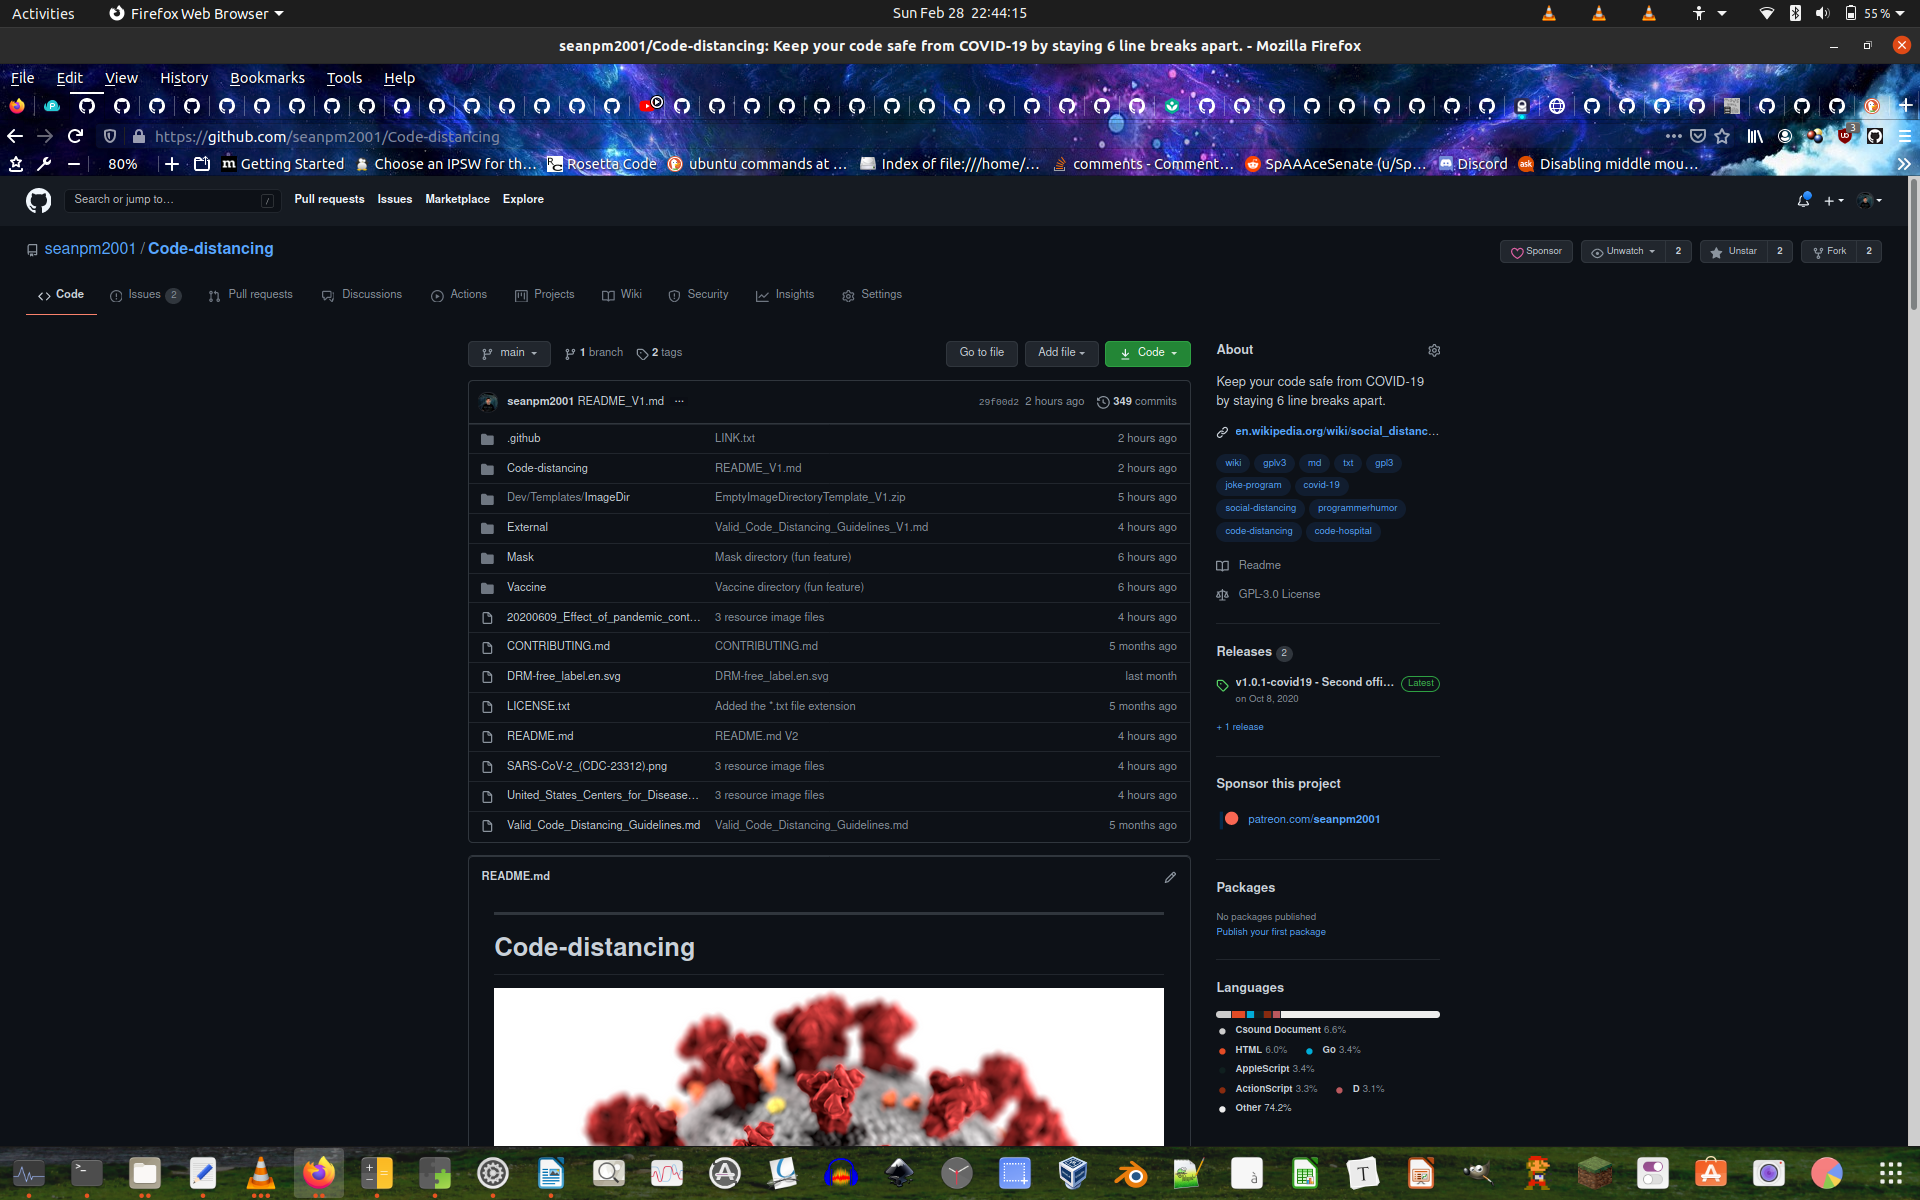 Activities Firefox Web Browser Sun Feb 28 22:44:15 55 %
seanpm2001/Code-distancing: Keep your code safe from COVID-19 by staying 6 line breaks apart. - Mozilla Firefox
File Edit View History Bookmarks Tools Help
https://github.com/seanpm2001/Code-distancing 3
80% Getting Started Choose an IPSW for th… Rosetta Code ubuntu commands at … Index of file:///home/… comments - Comment… SpAAAceSenate (u/Sp… Discord Disabling middle mou…
Search or jump to… / Pull requests Issues Marketplace Explore
seanpm2001 / Code-distancing Sponsor Unwatch 2 Unstar 2 Fork 2
Code Issues 2 Pull requests Discussions Actions Projects Wiki Security Insights Settings
main 1 branch 2 tags Go to file Add file Code
seanpm2001 README_V1.md ... 29f00d2 2 hours ago 349 commits
.github LINK.txt 2 hours ago
Code-distancing README_V1.md 2 hours ago
Dev/Templates/ImageDir EmptyImageDirectoryTemplate_V1.zip 5 hours ago
External Valid_Code_Distancing_Guidelines_V1.md 4 hours ago
Mask Mask directory (fun feature) 6 hours ago
Vaccine Vaccine directory (fun feature) 6 hours ago
20200609_Effect_of_pandemic_cont… 3 resource image files 4 hours ago
CONTRIBUTING.md CONTRIBUTING.md 5 months ago
DRM-free_label.en.svg DRM-free_label.en.svg last month
LICENSE.txt Added the *.txt file extension 5 months ago
README.md README.md V2 4 hours ago
SARS-CoV-2_(CDC-23312).png 3 resource image files 4 hours ago
United_States_Centers_for_Disease… 3 resource image files 4 hours ago
Valid_Code_Distancing_Guidelines.md Valid_Code_Distancing_Guidelines.md 5 months ago
README.md
Code-distancing
About
Keep your code safe from COVID-19
by staying 6 line breaks apart.
en.wikipedia.org/wiki/social_distanc…
wiki gplv3 md txt gpl3
joke-program covid-19
social-distancing programmerhumor
code-distancing code-hospital
Readme
GPL-3.0 License
Releases 2
v1.0.1-covid19 - Second offi… Latest
on Oct 8, 2020
+ 1 release
Sponsor this project
patreon.com/seanpm2001
Packages
No packages published
Publish your first package
Languages
Csound Document 6.6%
HTML 6.0% Go 3.4%
AppleScript 3.4%
ActionScript 3.3% D 3.1%
Other 74.2%